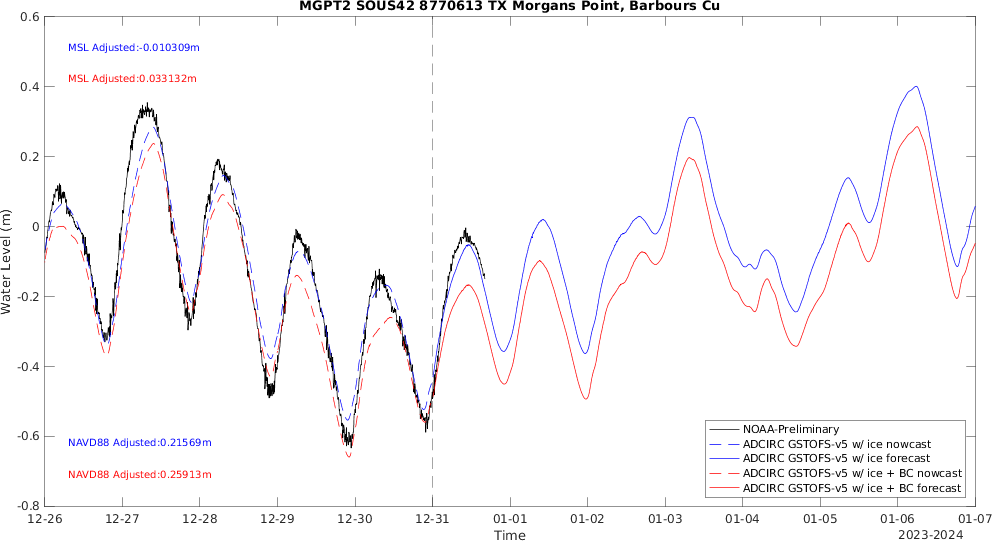 MGPT2 SOUS42 8770613 TX Morgans Point, Barbours Cu
0.6
0.4
0.2
0
-0.2
-0.4
-0.6
-0.8
Water Level (m)
MSL Adjusted:-0.010309m
MSL Adjusted:0.033132m
NAVD88 Adjusted:0.21569m
NAVD88 Adjusted:0.25913m
NOAA-Preliminary
ADCIRC GSTOFS-v5 w/ ice nowcast
ADCIRC GSTOFS-v5 w/ ice forecast
ADCIRC GSTOFS-v5 w/ ice + BC nowcast
ADCIRC GSTOFS-v5 w/ ice + BC forecast
12-26 12-27 12-28 12-29 12-30 12-31 01-01 01-02 01-03 01-04 01-05 01-06 01-07
Time
2023-2024